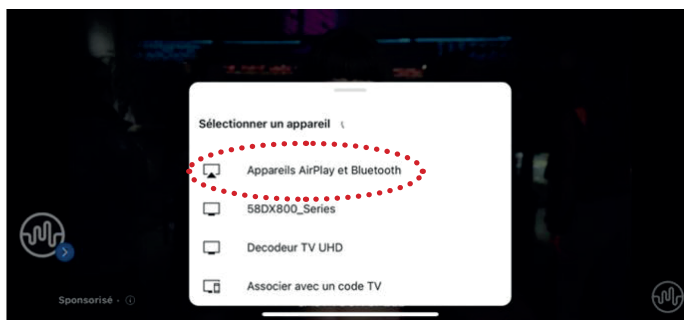 Sélectionner un appareil
Appareils AirPlay et Bluetooth
58DX800_Series
Decodeur TV UHD
Associer avec un code TV
Sponsorisé ·